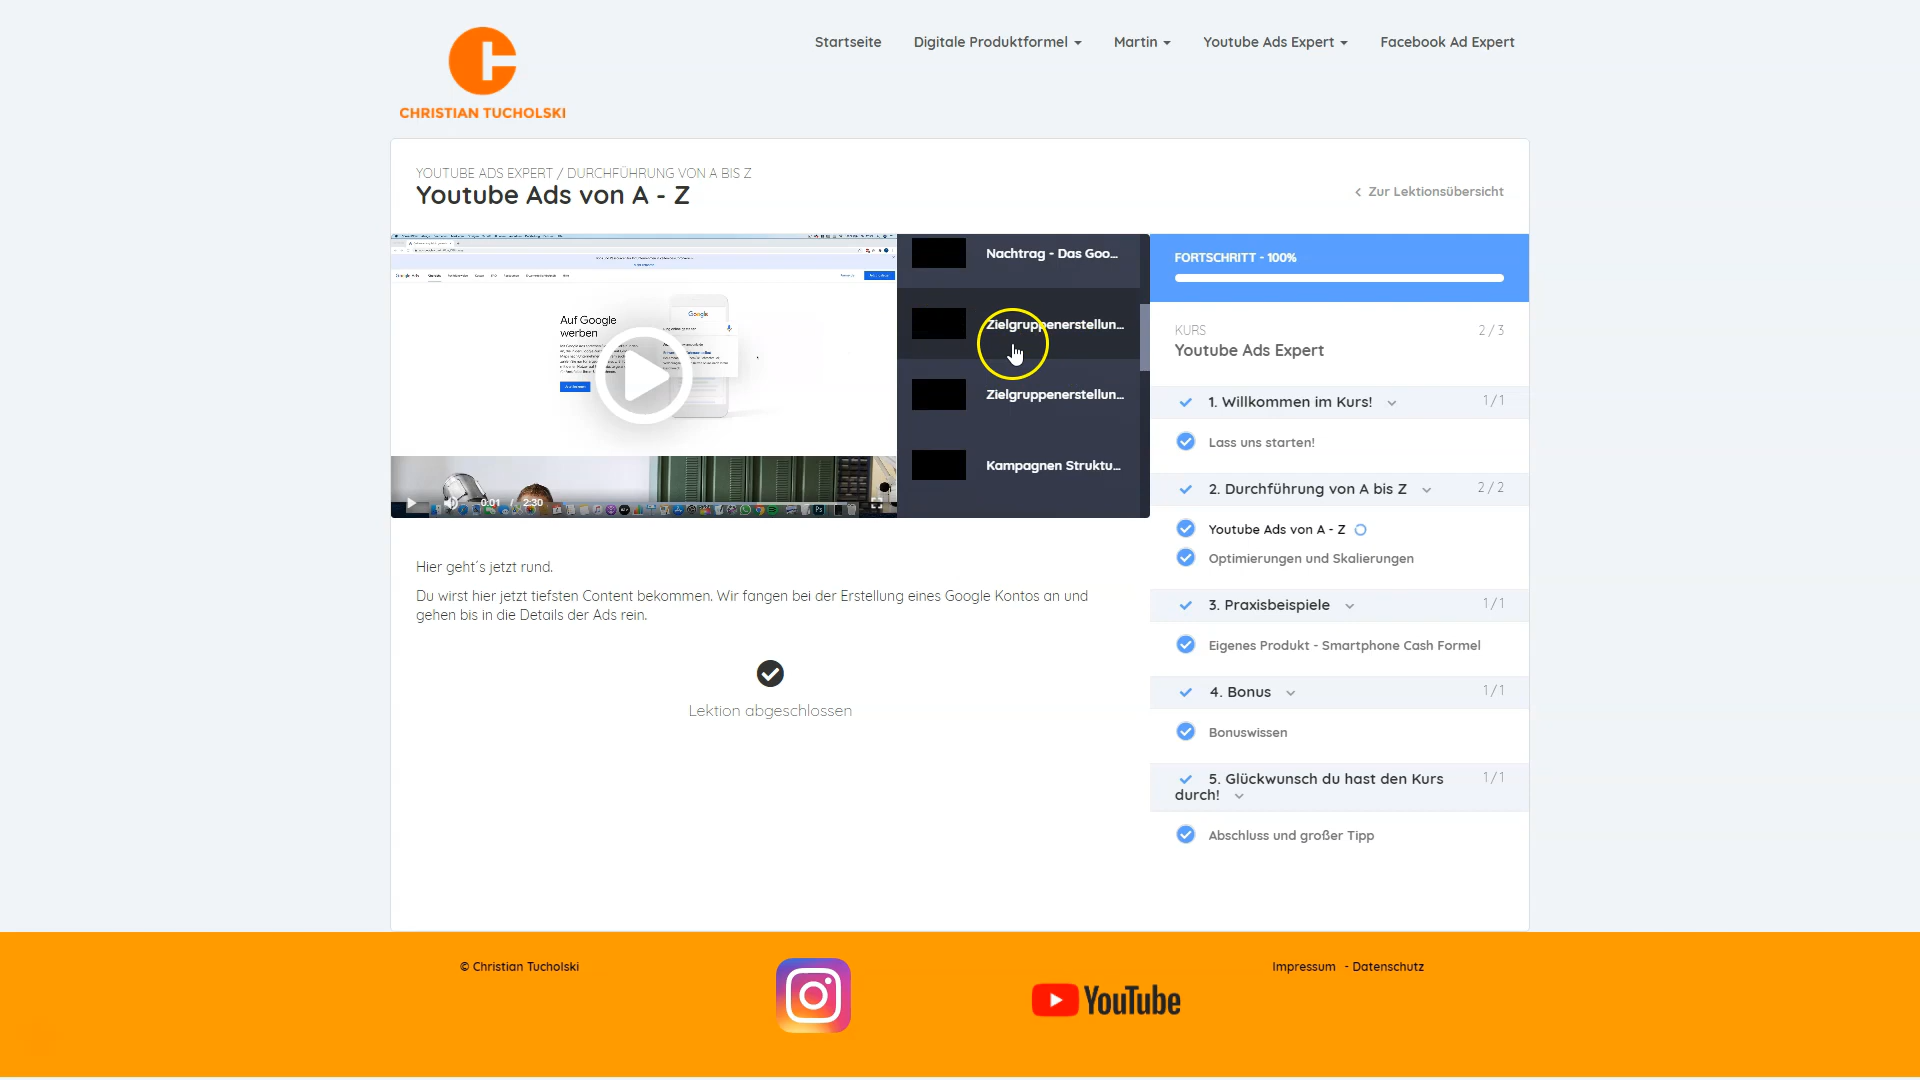 CHRISTIAN TUCHOLSKI
Startseite
Digitale Produktformel
Martin
Youtube Ads Expert
Facebook Ad Expert
YOUTUBE ADS EXPERT / DURCHFÜHRUNG VON A BIS Z
Youtube Ads von A - Z
Zur Lektionsübersicht
Auf Google
werben
Google
0:01 / 2:30
Nachtrag - Das Goo...
Zielgruppenerstellun...
Zielgruppenerstellun...
Kampagnen Struktu...
Hier geht´s jetzt rund.
Du wirst hier jetzt tiefsten Content bekommen. Wir fangen bei der Erstellung eines Google Kontos an und
gehen bis in die Details der Ads rein.
Lektion abgeschlossen
FORTSCHRITT - 100%
KURS 2 / 3
Youtube Ads Expert
1. Willkommen im Kurs! 1 / 1
Lass uns starten!
2. Durchführung von A bis Z 2 / 2
Youtube Ads von A - Z
Optimierungen und Skalierungen
3. Praxisbeispiele 1 / 1
Eigenes Produkt - Smartphone Cash Formel
4. Bonus 1 / 1
Bonuswissen
5. Glückwunsch du hast den Kurs 1 / 1
durch!
Abschluss und großer Tipp
© Christian Tucholski
YouTube
Impressum - Datenschutz